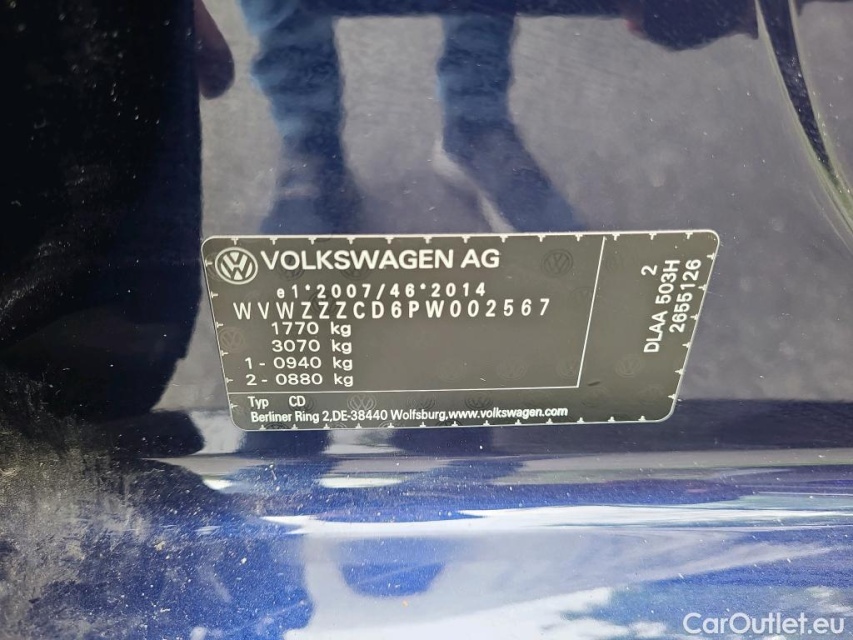 VOLKSWAGEN AG
e1*2007/46*2014
WVWZZZCD6PW002567
1770 kg
3070 kg
1 - 0940 kg
2 - 0880 kg
Typ CD
Berliner Ring 2,DE-38440 Wolfsburg,www.volkswagen.com
2
DLAA 503H
2655126
CarOutlet.eu